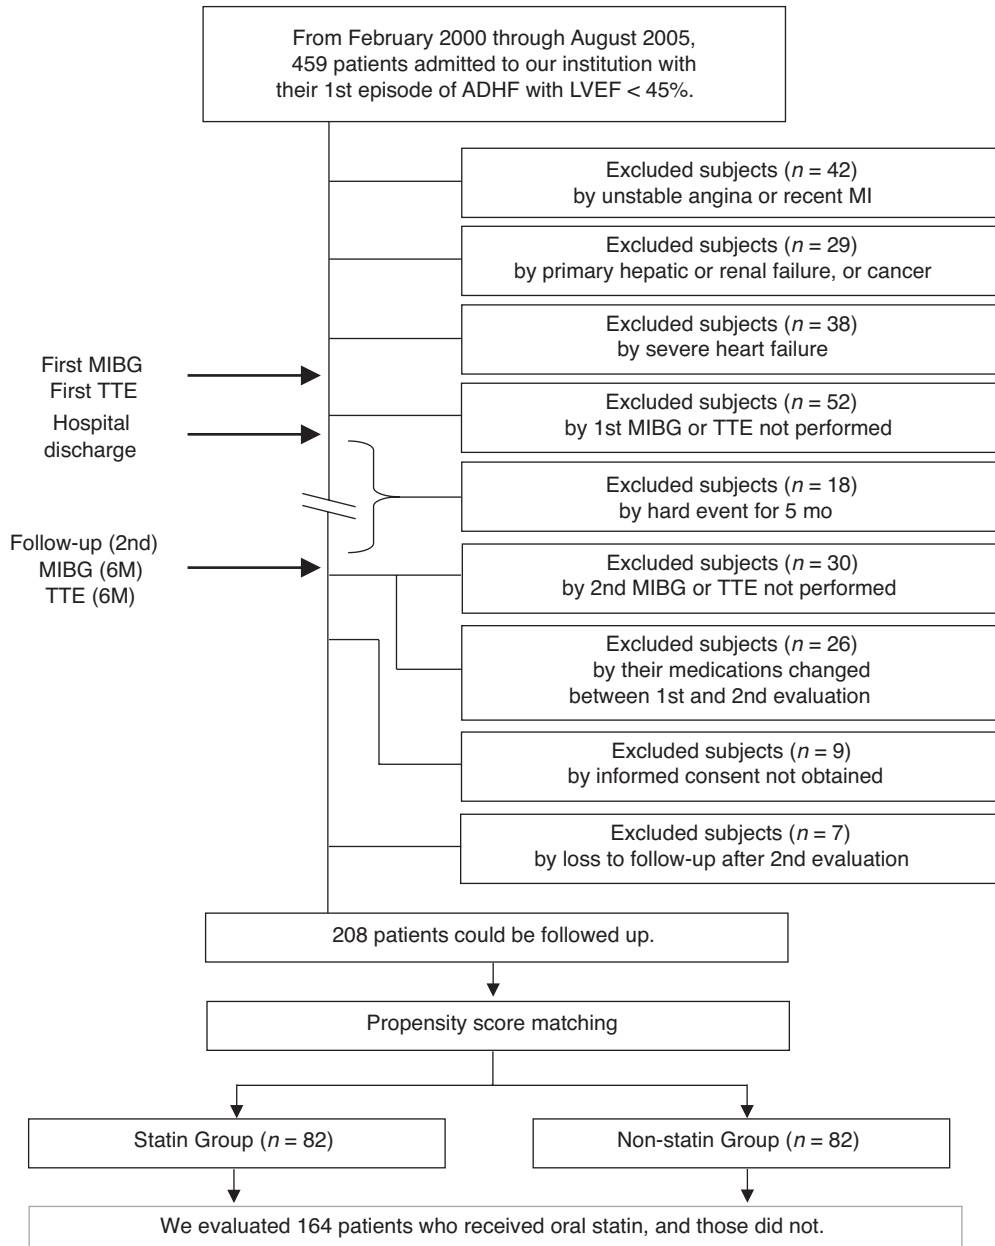 From February 2000 through August 2005,
459 patients admitted to our institution with
their 1st episode of ADHF with LVEF < 45%.
Excluded subjects (n = 42)
by unstable angina or recent MI
Excluded subjects (n = 29)
by primary hepatic or renal failure, or cancer
Excluded subjects (n = 38)
by severe heart failure
First MIBG
First TTE
Excluded subjects (n = 52)
by 1st MIBG or TTE not performed
Hospital
discharge
Excluded subjects (n = 18)
by hard event for 5 mo
Follow-up (2nd)
MIBG (6M)
TTE (6M)
Excluded subjects (n = 30)
by 2nd MIBG or TTE not performed
Excluded subjects (n = 26)
by their medications changed
between 1st and 2nd evaluation
Excluded subjects (n = 9)
by informed consent not obtained
Excluded subjects (n = 7)
by loss to follow-up after 2nd evaluation
208 patients could be followed up.
Propensity score matching
Statin Group (n = 82)
Non-statin Group (n = 82)
We evaluated 164 patients who received oral statin, and those did not.